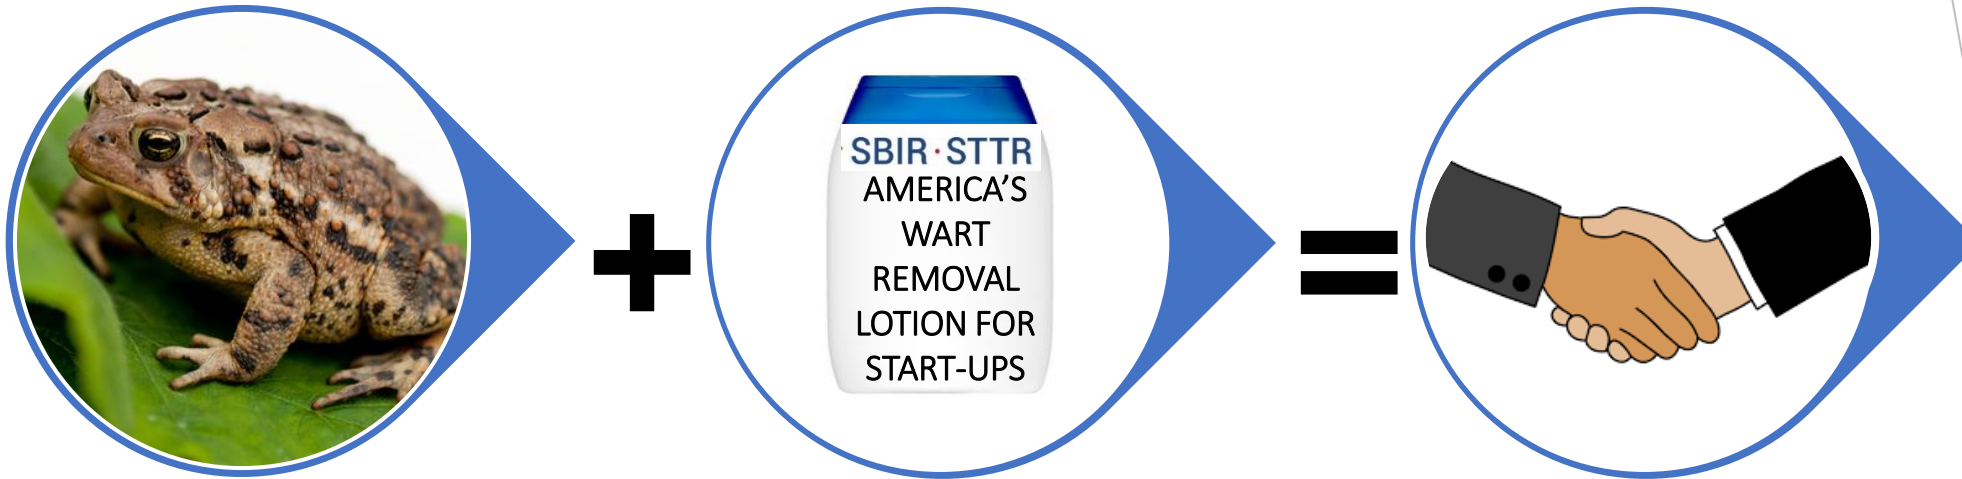 SBIR·STTR
AMERICA'S
WART
REMOVAL
LOTION FOR
START-UPS